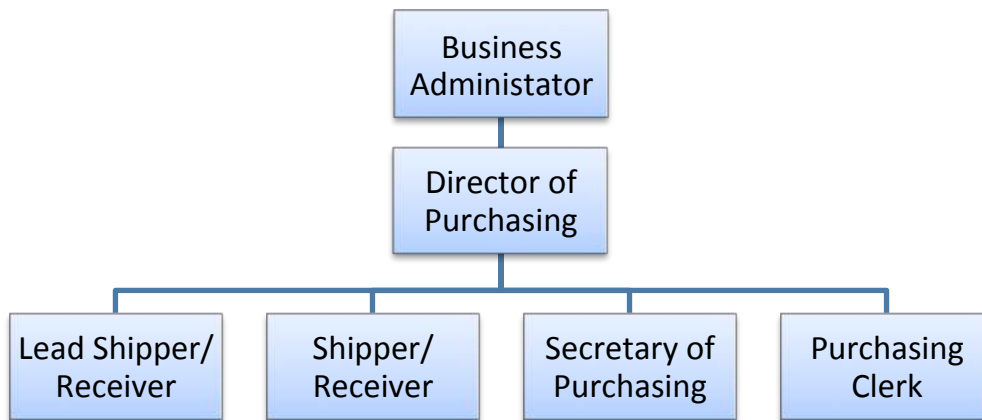 Business
Administator
Director of
Purchasing
Lead Shipper/
Receiver
Shipper/
Receiver
Secretary of
Purchasing
Purchasing
Clerk